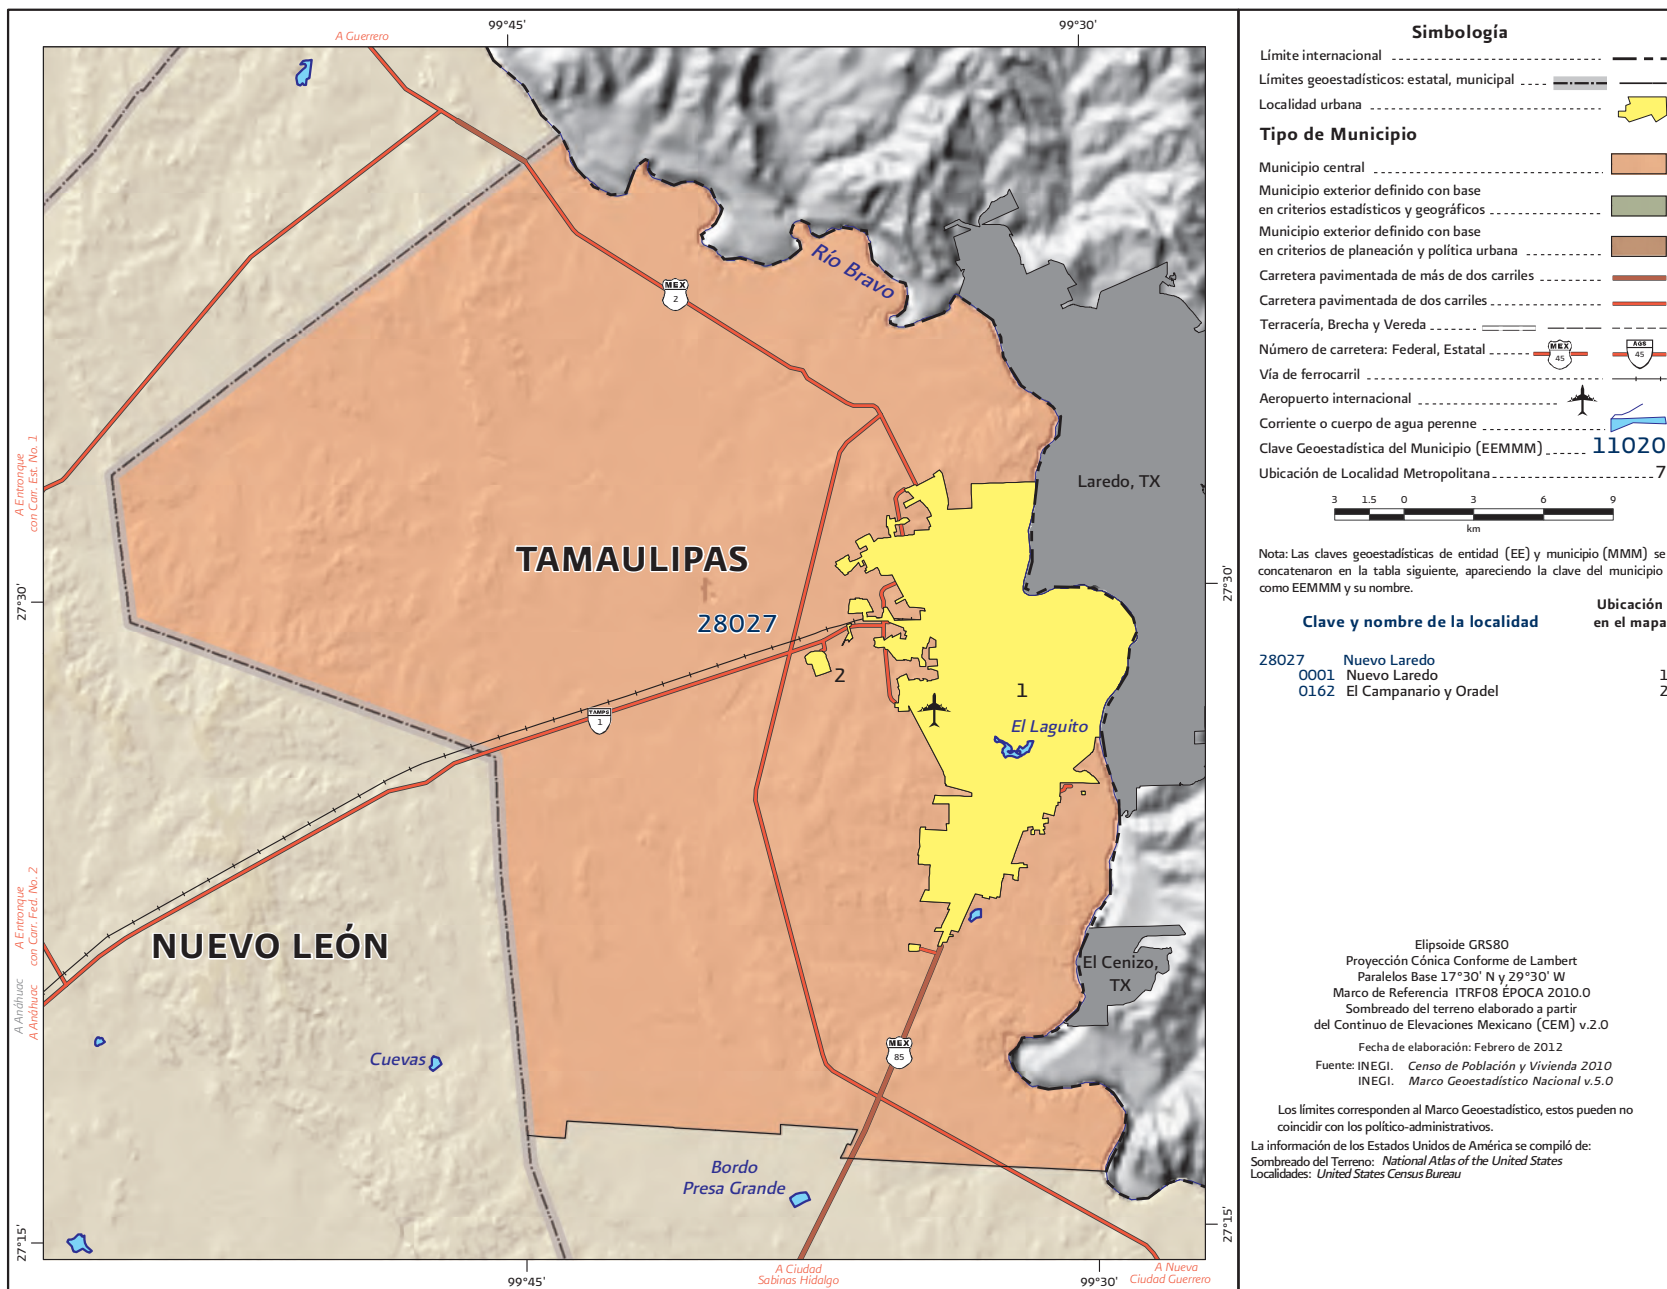 99°45'
99°30'
A Guerrero
Río Bravo
MEX
2
A Entronque
con Carr. Est. No. 1
Laredo, TX
TAMAULIPAS
27°30'
27°30'
28027
2
1
TAMPS
1
El Laguito
A Entronque
con Carr. Fed. No. 2
NUEVO LEÓN
El Cenizo,
TX
A Anáhuac
A Anáhuac
MEX
85
Cuevas
Bordo
Presa Grande
27°15'
27°15'
99°45'
99°30'
A Ciudad
Sabinas Hidalgo
A Nueva
Ciudad Guerrero
Simbología
Límite internacional
Límites geoestadísticos: estatal, municipal
Localidad urbana
Tipo de Municipio
Municipio central
Municipio exterior definido con base
en criterios estadísticos y geográficos
Municipio exterior definido con base
en criterios de planeación y política urbana
Carretera pavimentada de más de dos carriles
Carretera pavimentada de dos carriles
Terracería, Brecha y Vereda
Número de carretera: Federal, Estatal MEX 45 AGS 45
Vía de ferrocarril
Aeropuerto internacional
Corriente o cuerpo de agua perenne
Clave Geoestadística del Municipio (EEMMM) 11020
Ubicación de Localidad Metropolitana 7
3 1.5 0 3 6 9
km
Nota: Las claves geoestadísticas de entidad (EE) y municipio (MMM) se
concatenaron en la tabla siguiente, apareciendo la clave del municipio
como EEMMM y su nombre.
Ubicación
Clave y nombre de la localidad en el mapa
28027 Nuevo Laredo
0001 Nuevo Laredo 1
0162 El Campanario y Oradel 2
Elipsoide GRS80
Proyección Cónica Conforme de Lambert
Paralelos Base 17°30' N y 29°30' W
Marco de Referencia ITRF08 ÉPOCA 2010.0
Sombreado del terreno elaborado a partir
del Continuo de Elevaciones Mexicano (CEM) v.2.0
Fecha de elaboración: Febrero de 2012
Fuente: INEGI. Censo de Población y Vivienda 2010
INEGI. Marco Geoestadístico Nacional v.5.0
Los límites corresponden al Marco Geoestadístico, estos pueden no
coincidir con los político-administrativos.
La información de los Estados Unidos de América se compiló de:
Sombreado del Terreno: National Atlas of the United States
Localidades: United States Census Bureau